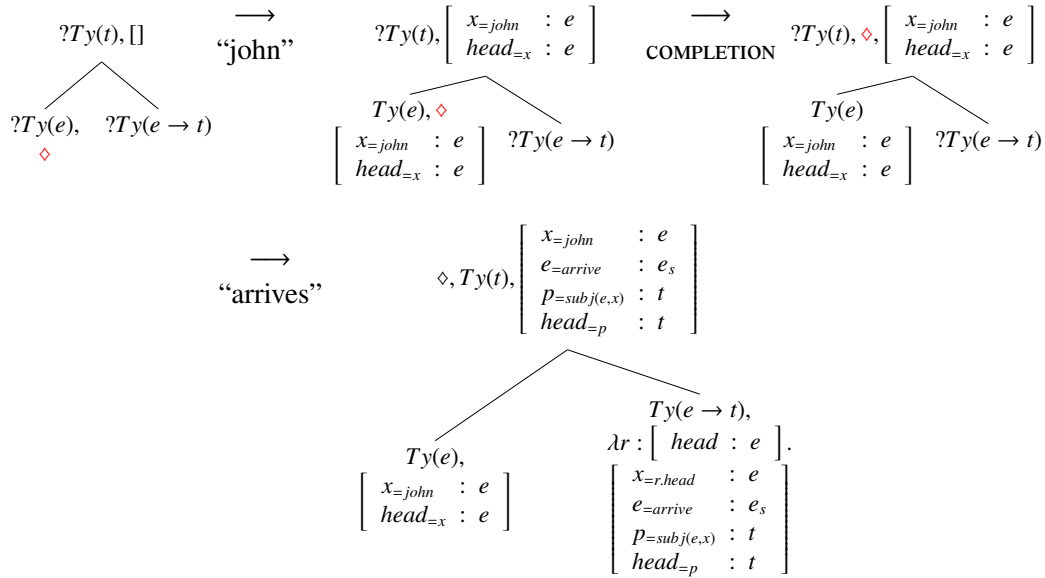 ?Ty(t), [] ⟶ “john” ?Ty(t), [ x=john : e ⟶ COMPLETION ?Ty(t), ◇, [ x=john : e
head=x : e ] head=x : e ]
?Ty(e), ?Ty(e → t) Ty(e), ◇ Ty(e)
◇ [ x=john : e ?Ty(e → t) [ x=john : e ?Ty(e → t)
head=x : e ] head=x : e ]
⟶ “arrives” ◇, Ty(t), [ x=john : e
e=arrive : es
p=subj(e,x) : t
head=p : t ]
Ty(e → t),
λr : [ head : e ] .
Ty(e),
[ x=john : e [ x=r.head : e
head=x : e ] e=arrive : es
p=subj(e,x) : t
head=p : t ]